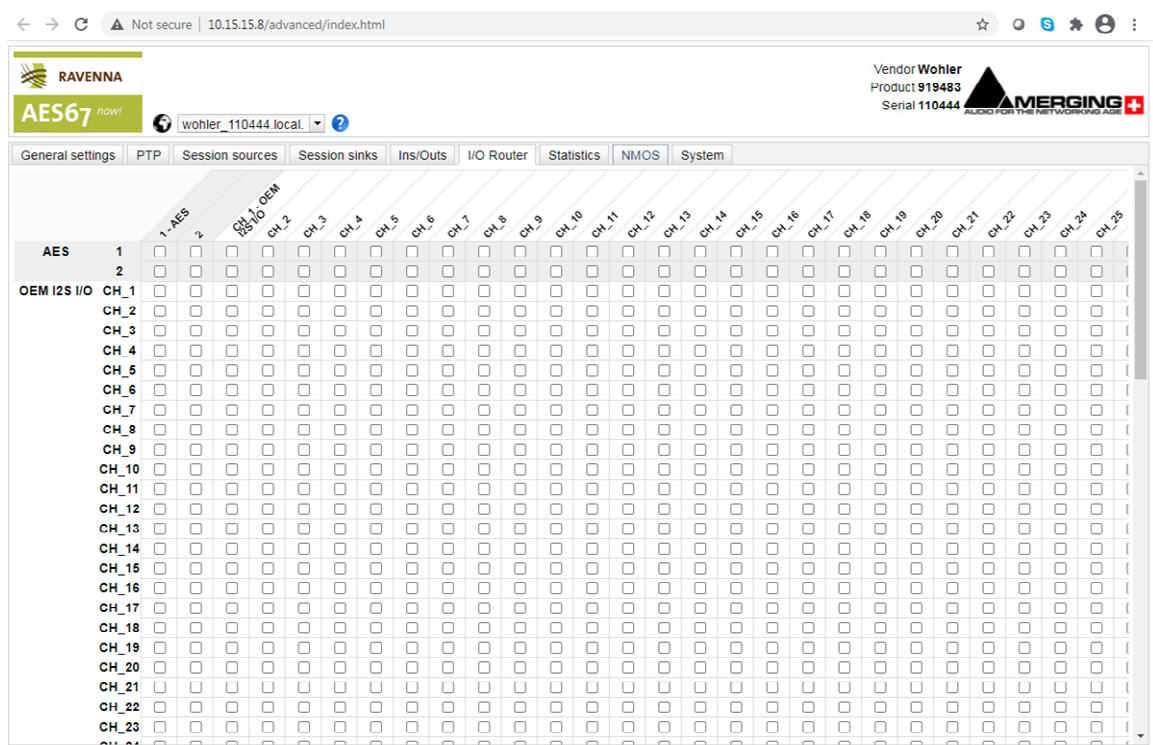 Not secure | 10.15.15.8/advanced/index.html
RAVENNA
AES67 now!
wohler_110444.local.
?
Vendor Wohler
Product 919483
Serial 110444
MERGING
AUDIO FOR THE NETWORKING AGE
General settings PTP Session sources Session sinks Ins/Outs I/O Router Statistics NMOS System
1 - AES 2 CH_1 - OEM I2S I/O CH_2 CH_3 CH_4 CH_5 CH_6 CH_7 CH_8 CH_9 CH_10 CH_11 CH_12 CH_13 CH_14 CH_15 CH_16 CH_17 CH_18 CH_19 CH_20 CH_21 CH_22 CH_23 CH_24 CH_25
AES 1
2
OEM I2S I/O CH_1
CH_2
CH_3
CH_4
CH_5
CH_6
CH_7
CH_8
CH_9
CH_10
CH_11
CH_12
CH_13
CH_14
CH_15
CH_16
CH_17
CH_18
CH_19
CH_20
CH_21
CH_22
CH_23